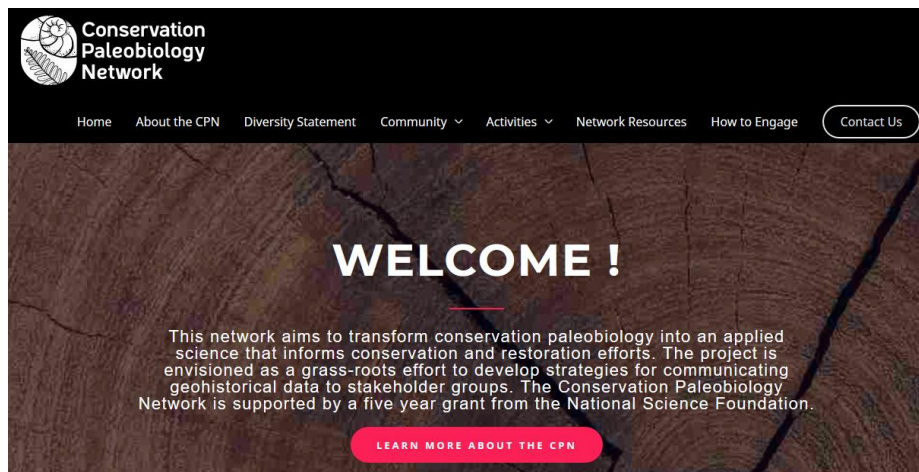 Conservation
Paleobiology
Network
Home About the CPN Diversity Statement Community Activities Network Resources How to Engage Contact Us
WELCOME !
This network aims to transform conservation paleobiology into an applied
science that informs conservation and restoration efforts. The project is
envisioned as a grass-roots effort to develop strategies for communicating
geohistorical data to stakeholder groups. The Conservation Paleobiology
Network is supported by a five year grant from the National Science Foundation.
LEARN MORE ABOUT THE CPN